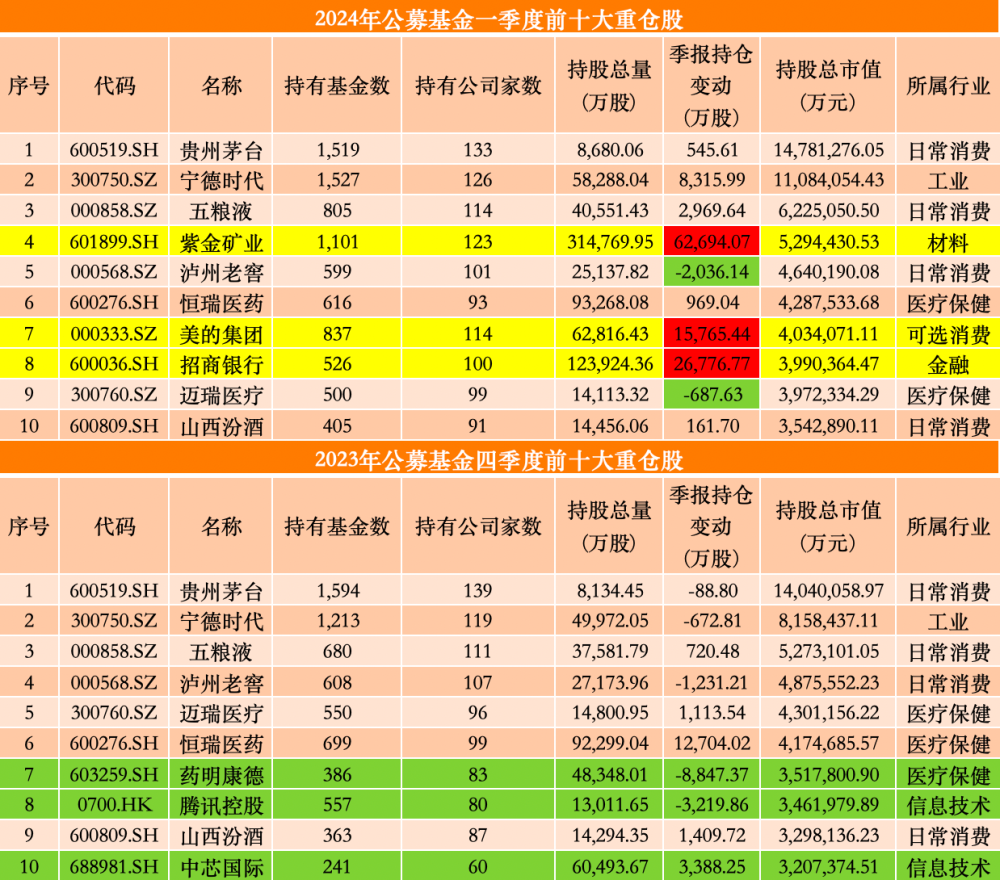 2024年公募基金一季度前十大重仓股
序号 代码 名称 持有基金数 持有公司家数 持股总量(万股) 季报持仓变动(万股) 持股总市值(万元) 所属行业
1 600519.SH 贵州茅台 1,519 133 8,680.06 545.61 14,781,276.05 日常消费
2 300750.SZ 宁德时代 1,527 126 58,288.04 8,315.99 11,084,054.43 工业
3 000858.SZ 五粮液 805 114 40,551.43 2,969.64 6,225,050.50 日常消费
4 601899.SH 紫金矿业 1,101 123 314,769.95 62,694.07 5,294,430.53 材料
5 000568.SZ 泸州老窖 599 101 25,137.82 -2,036.14 4,640,190.08 日常消费
6 600276.SH 恒瑞医药 616 93 93,268.08 969.04 4,287,533.68 医疗保健
7 000333.SZ 美的集团 837 114 62,816.43 15,765.44 4,034,071.11 可选消费
8 600036.SH 招商银行 526 100 123,924.36 26,776.77 3,990,364.47 金融
9 300760.SZ 迈瑞医疗 500 99 14,113.32 -687.63 3,972,334.29 医疗保健
10 600809.SH 山西汾酒 405 91 14,456.06 161.70 3,542,890.11 日常消费
2023年公募基金四季度前十大重仓股
序号 代码 名称 持有基金数 持有公司家数 持股总量(万股) 季报持仓变动(万股) 持股总市值(万元) 所属行业
1 600519.SH 贵州茅台 1,594 139 8,134.45 -88.80 14,040,058.97 日常消费
2 300750.SZ 宁德时代 1,213 119 49,972.05 -672.81 8,158,437.11 工业
3 000858.SZ 五粮液 680 111 37,581.79 720.48 5,273,101.05 日常消费
4 000568.SZ 泸州老窖 608 107 27,173.96 -1,231.21 4,875,552.23 日常消费
5 300760.SZ 迈瑞医疗 550 96 14,800.95 1,113.54 4,301,156.22 医疗保健
6 600276.SH 恒瑞医药 699 99 92,299.04 12,704.02 4,174,685.57 医疗保健
7 603259.SH 药明康德 386 83 48,348.01 -8,847.37 3,517,800.90 医疗保健
8 0700.HK 腾讯控股 557 80 13,011.65 -3,219.86 3,461,979.89 信息技术
9 600809.SH 山西汾酒 363 87 14,294.35 1,409.72 3,298,136.23 日常消费
10 688981.SH 中芯国际 241 60 60,493.67 3,388.25 3,207,374.51 信息技术